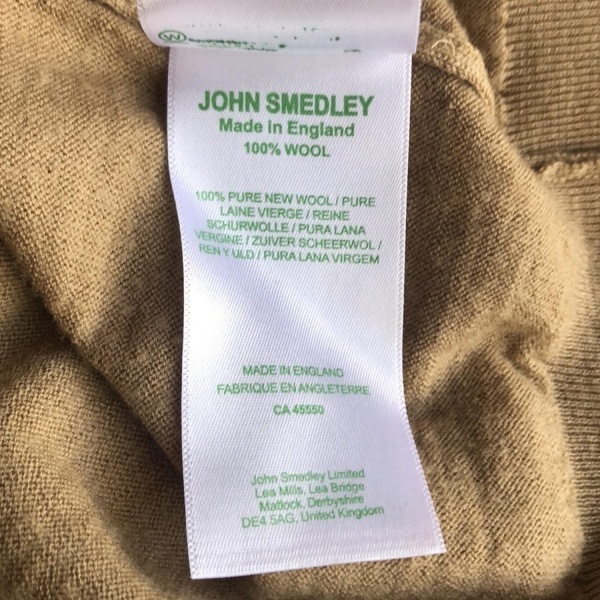 W
JOHN SMEDLEY
Made In England
100% WOOL
100% PURE NEW WOOL / PURE
LAINE VIERGE / REINE
SCHURWOLLE / PURA LANA
VERGINE / ZUIVER SCHEERWOL /
REN Y ULD / PURA LANA VIRGEM
MADE IN ENGLAND
FABRIQUE EN ANGLETERRE
CA 45550
John Smedley Limited
Lea Mills, Lea Bridge
Matlock, Derbyshire
DE4 5AG, United Kingdom